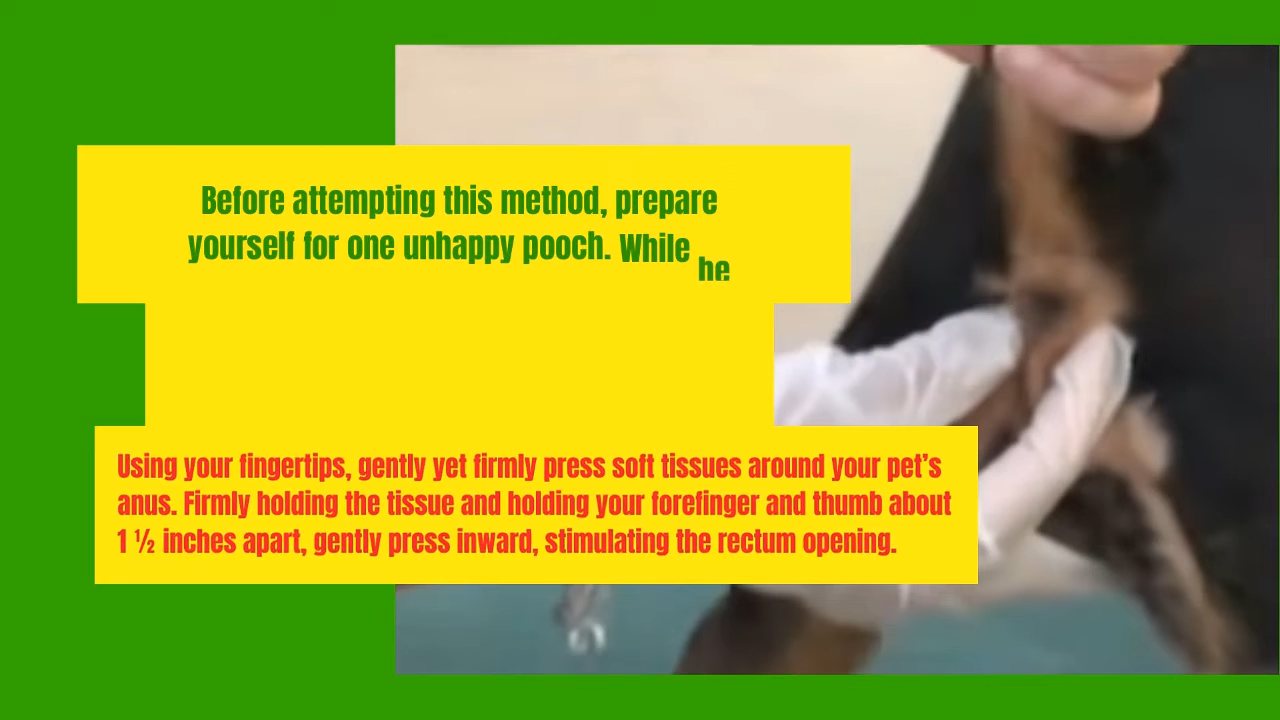 Before attempting this method, prepare
yourself for one unhappy pooch. While he
Using your fingertips, gently yet firmly press soft tissues around your pet’s
anus. Firmly holding the tissue and holding your forefinger and thumb about
1 ½ inches apart, gently press inward, stimulating the rectum opening.